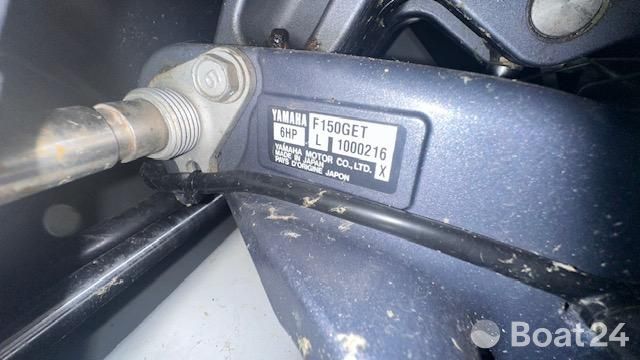 YAMAHA F150GET
6HP L 1000216
YAMAHA MOTOR CO., LTD. X
MADE IN JAPAN
PAYS D'ORIGINE JAPON
Boat24